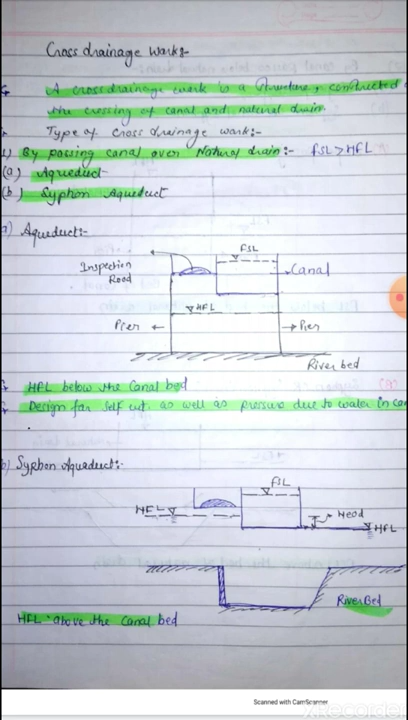 Cross drainage works:-
A cross drainage work is a Structure, constructed
the crossing of canal and natural drain.
Type of cross drainage work:-
1) By passing canal over Natural drain:- FSL>HFL
(a) Aqueduct
(b) Syphon Aqueduct
a) Aqueduct:-
FSL
Inspection
Road
Canal
HFL
Pier
Pier
River bed
HFL below the Canal bed
Design for Self wt. as well as pressure due to water in can
b) Syphon Aqueduct:-
FSL
HFL
Head
HFL
River Bed
HFL above the Canal bed
Scanned with CamScanner
XRecorder